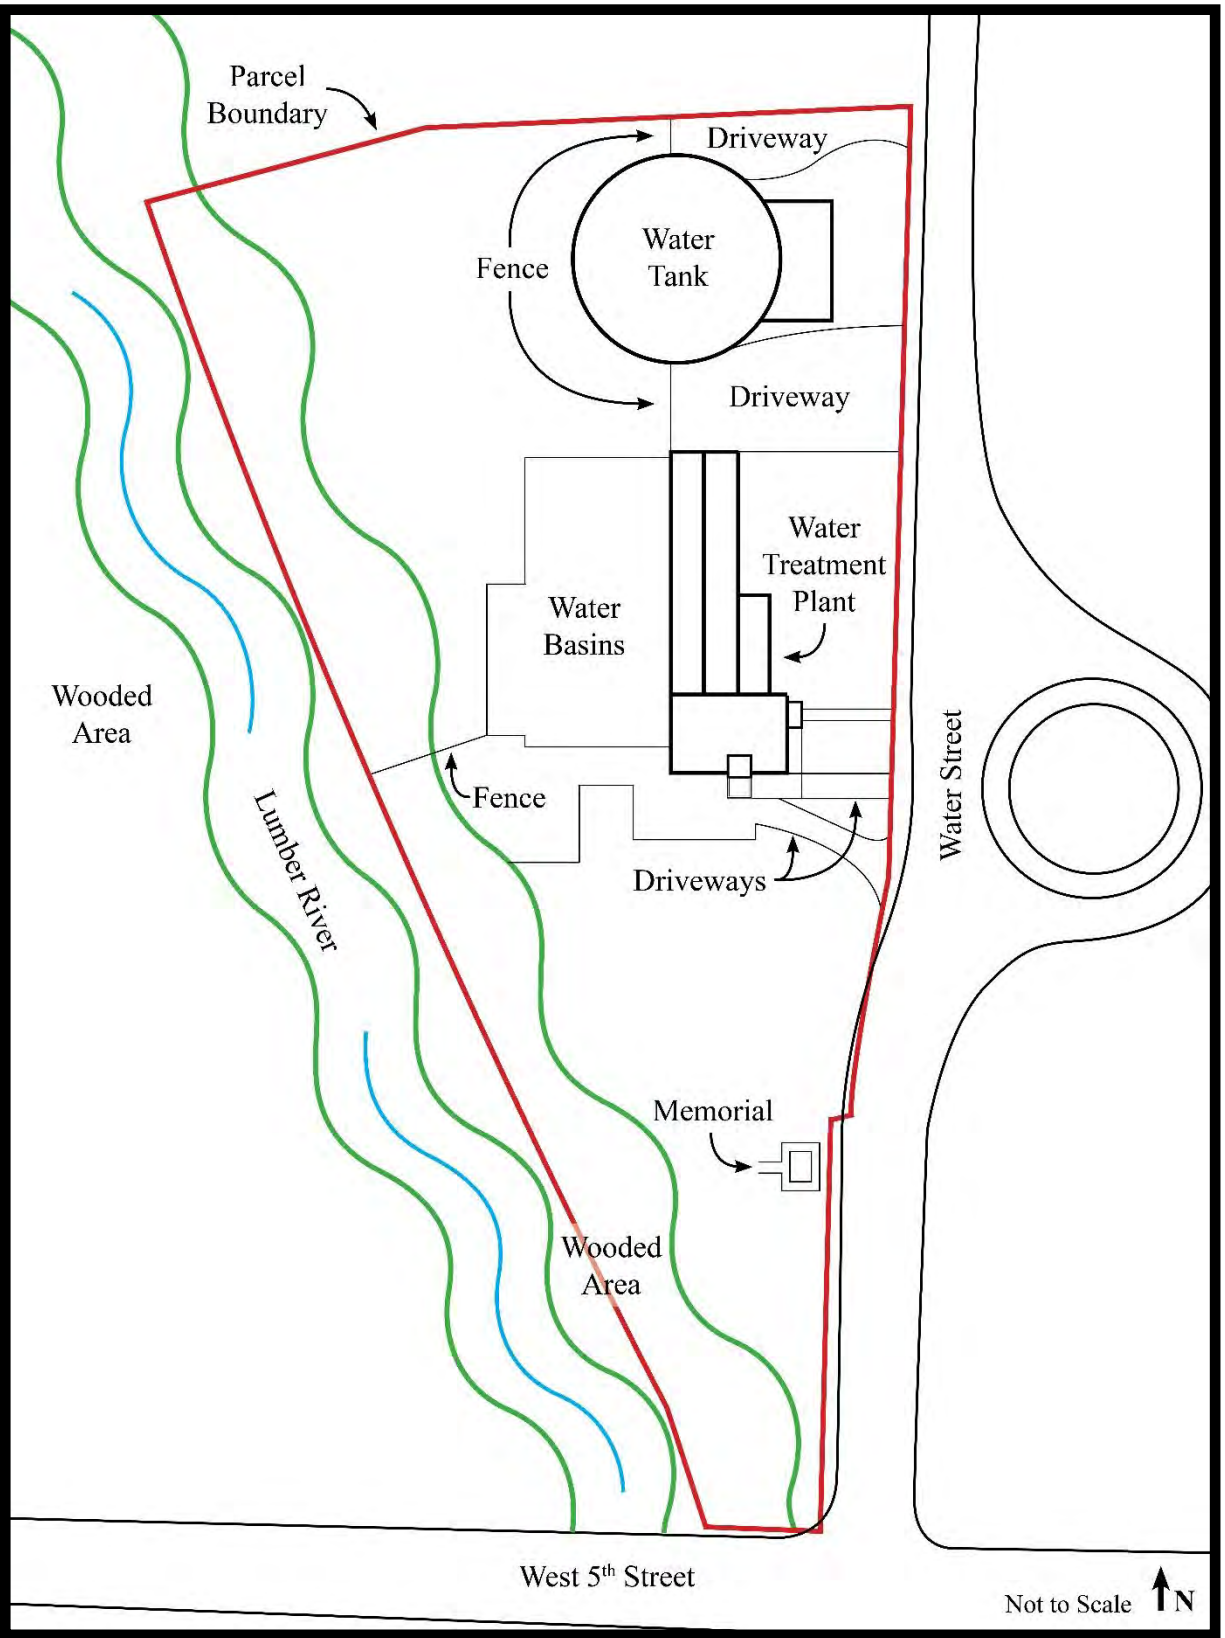 Parcel
Boundary
Driveway
Water
Tank
Fence
Driveway
Water
Treatment
Plant
Water
Basins
Wooded
Area
Water Street
Fence
Lumber River
Driveways
Memorial
Wooded
Area
West 5th Street
Not to Scale N